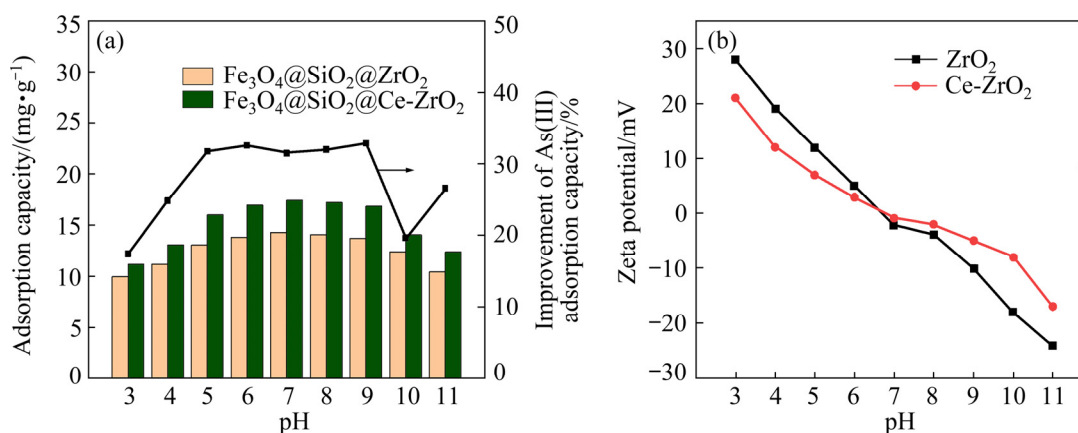 (a)
Fe₃O₄@SiO₂@ZrO₂
Fe₃O₄@SiO₂@Ce-ZrO₂
Adsorption capacity/(mg•g⁻¹)
35
30
25
20
15
10
5
0
50
40
30
20
10
0
Improvement of As(III)
adsorption capacity/%
3 4 5 6 7 8 9 10 11
pH
(b)
ZrO₂
Ce-ZrO₂
Zeta potential/mV
30
20
10
0
−10
−20
−30
3 4 5 6 7 8 9 10 11
pH